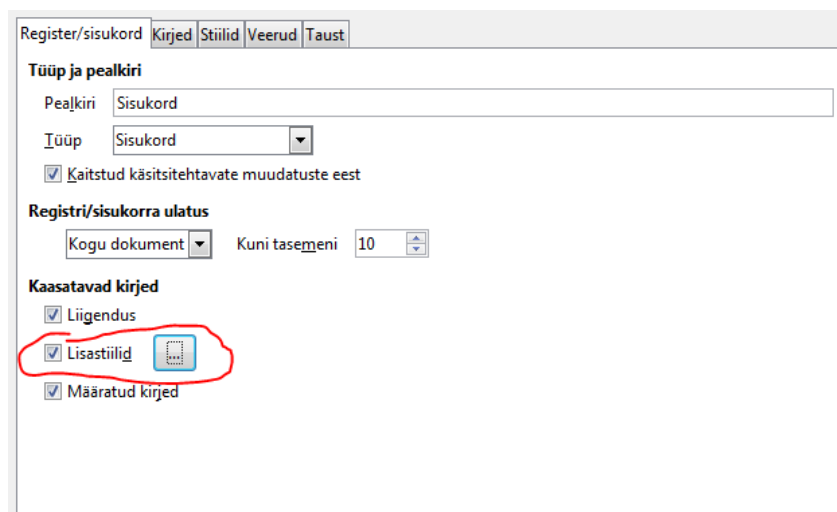 Register/sisukord Kirjed Stiilid Veerud Taust
Tüüp ja pealkiri
Pealkiri Sisukord
Tüüp Sisukord
Kaitstud käsitsitehtavate muudatuste eest
Registri/sisukorra ulatus
Kogu dokument Kuni tasemeni 10
Kaasatavad kirjed
Liigendus
Lisastiilid ...
Määratud kirjed